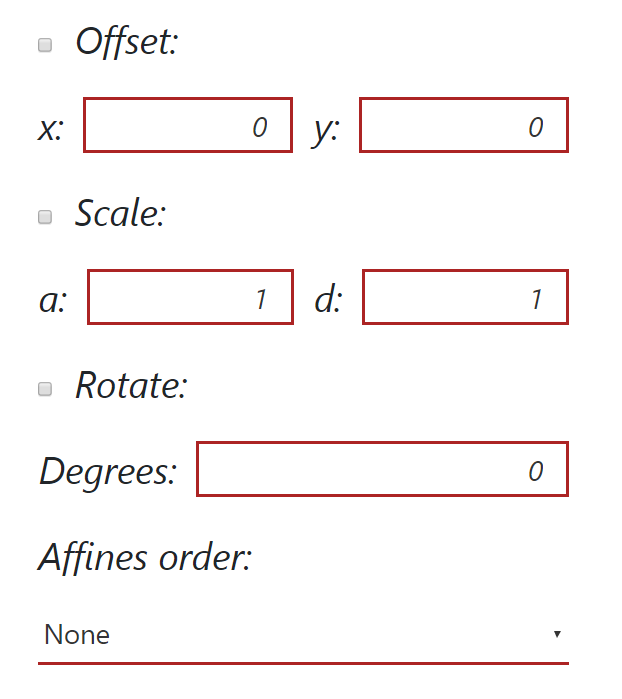 Offset:
x: 0 y: 0
Scale:
a: 1 d: 1
Rotate:
Degrees: 0
Affines order:
None